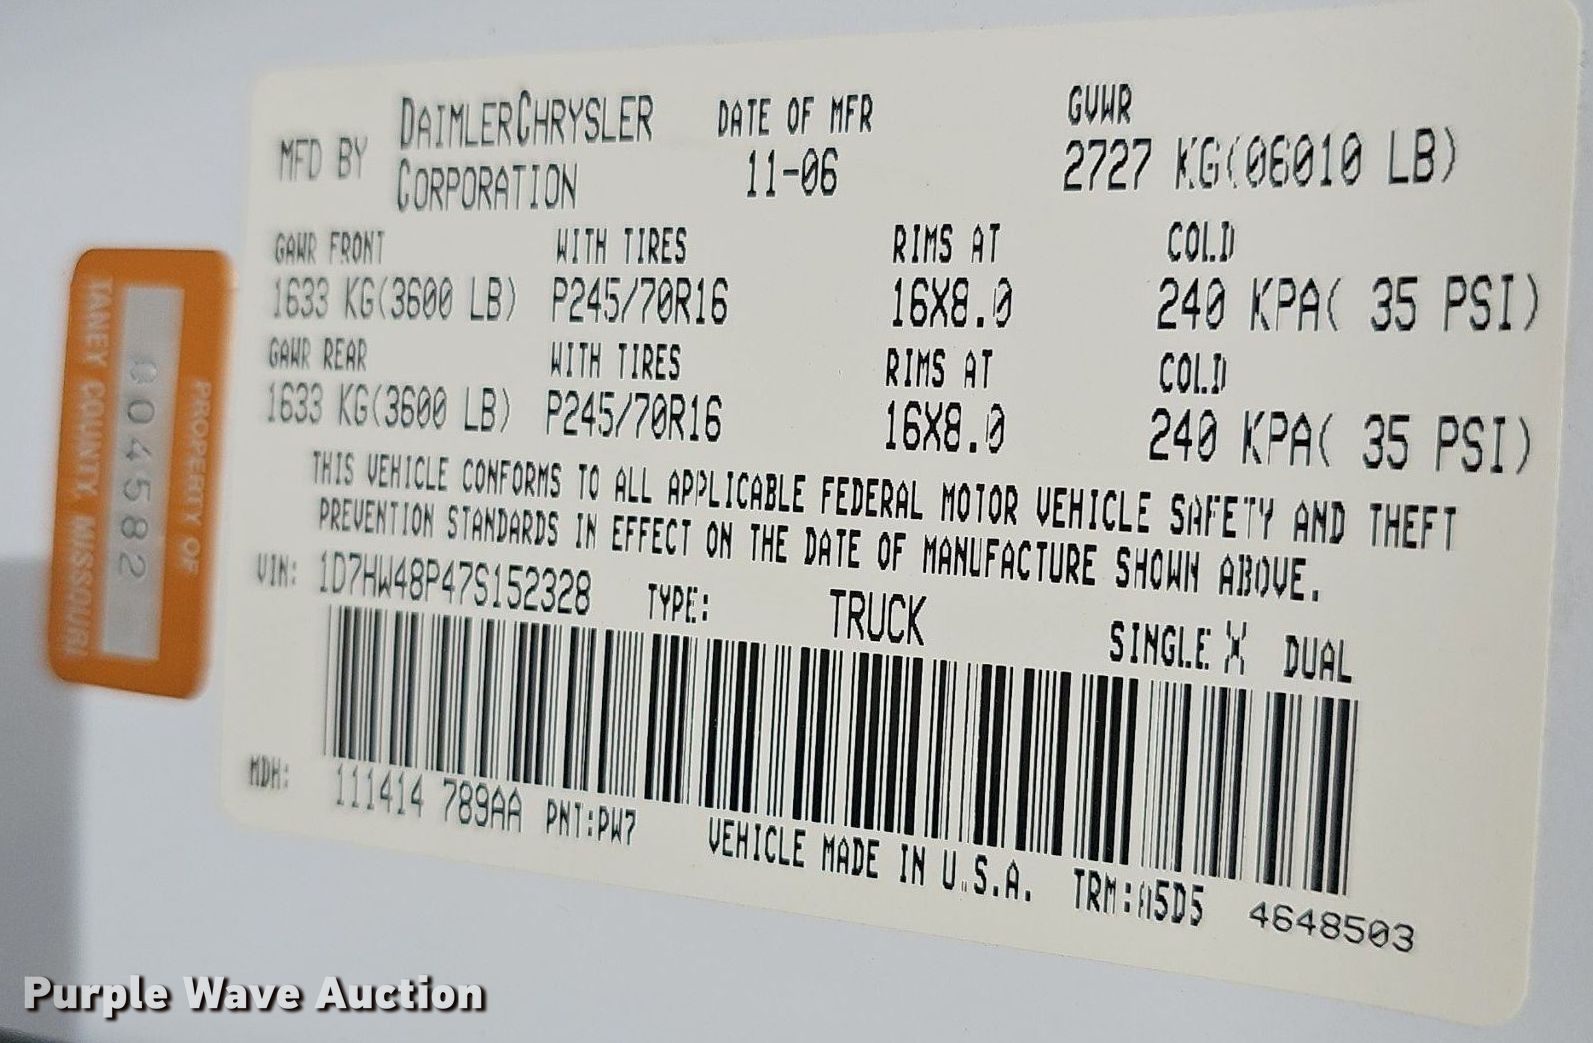 MFD BY DAIMLERCHRYSLER CORPORATION
DATE OF MFR
11-06
GVWR
2727 KG(06010 LB)
GAWR FRONT WITH TIRES RIMS AT COLD
1633 KG(3600 LB) P245/70R16 16X8.0 240 KPA( 35 PSI)
GAWR REAR WITH TIRES RIMS AT COLD
1633 KG(3600 LB) P245/70R16 16X8.0 240 KPA( 35 PSI)
THIS VEHICLE CONFORMS TO ALL APPLICABLE FEDERAL MOTOR VEHICLE SAFETY AND THEFT
PREVENTION STANDARDS IN EFFECT ON THE DATE OF MANUFACTURE SHOWN ABOVE.
VIN: 1D7HW48P47S152328 TYPE: TRUCK SINGLE X DUAL
MDH: 111414 789AA PNT:PW7 VEHICLE MADE IN U.S.A. TRM:A5D5 4648503
PROPERTY OF
004582
TANEY COUNTY, MISSOURI
Purple Wave Auction